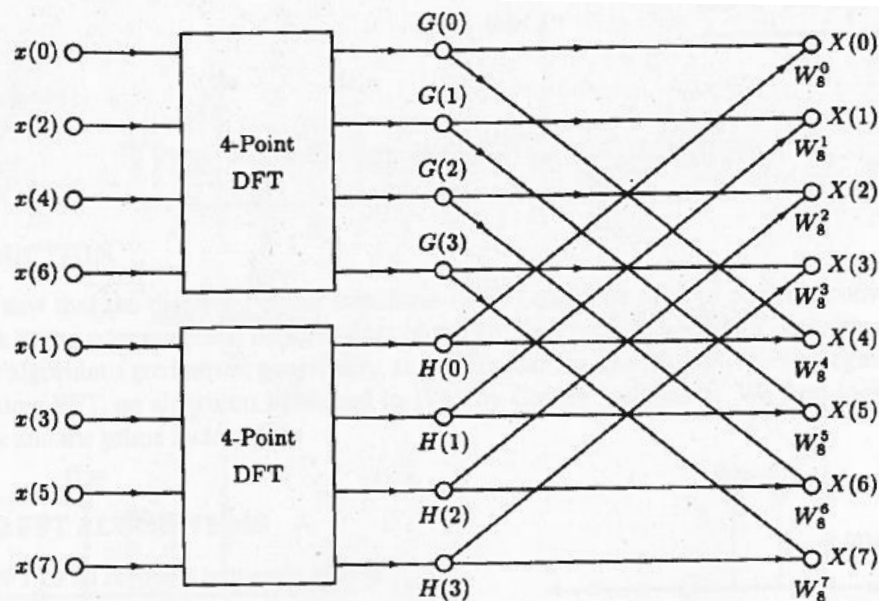 G(0)
x(0) X(0)
W_8^0
G(1)
x(2) X(1)
4-Point
DFT
W_8^1
G(2)
x(4) X(2)
W_8^2
G(3)
x(6) X(3)
W_8^3
x(1) X(4)
H(0)
W_8^4
x(3) X(5)
4-Point
DFT
H(1)
W_8^5
x(5) X(6)
H(2)
W_8^6
x(7) X(7)
H(3)
W_8^7